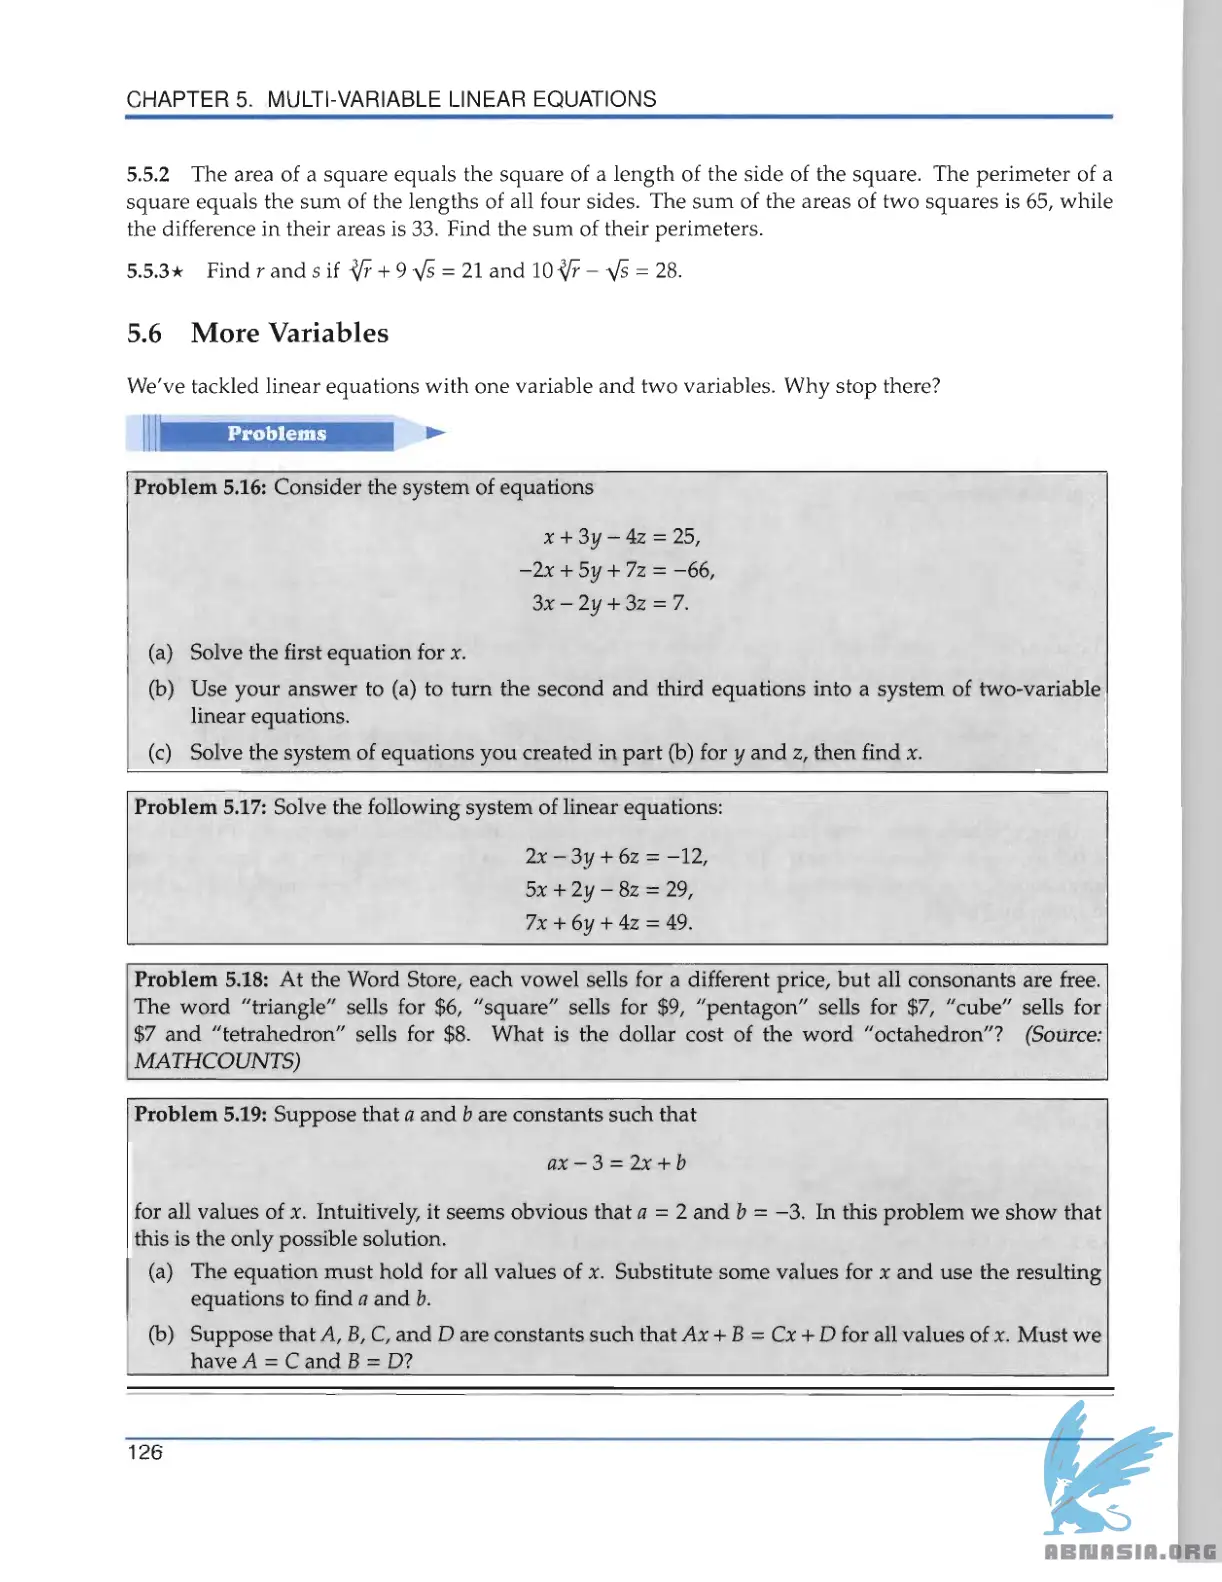 CHAPTER 5. MULTI-VARIABLE LINEAR EQUATIONS
5.5.2 The area of a square equals the square of a length of the side of the square. The perimeter of a
square equals the sum of the lengths of all four sides. The sum of the areas of two squares is 65, while
the difference in their areas is 33. Find the sum of their perimeters.
5.5.3★ Find r and s if ∛r + 9 √s = 21 and 10 ∛r − √s = 28.
5.6 More Variables
We've tackled linear equations with one variable and two variables. Why stop there?
Problems
Problem 5.16: Consider the system of equations
x + 3y − 4z = 25,
−2x + 5y + 7z = −66,
3x − 2y + 3z = 7.
(a) Solve the first equation for x.
(b) Use your answer to (a) to turn the second and third equations into a system of two-variable
linear equations.
(c) Solve the system of equations you created in part (b) for y and z, then find x.
Problem 5.17: Solve the following system of linear equations:
2x − 3y + 6z = −12,
5x + 2y − 8z = 29,
7x + 6y + 4z = 49.
Problem 5.18: At the Word Store, each vowel sells for a different price, but all consonants are free.
The word "triangle" sells for $6, "square" sells for $9, "pentagon" sells for $7, "cube" sells for
$7 and "tetrahedron" sells for $8. What is the dollar cost of the word "octahedron"? (Source:
MATHCOUNTS)
Problem 5.19: Suppose that a and b are constants such that
ax − 3 = 2x + b
for all values of x. Intuitively, it seems obvious that a = 2 and b = −3. In this problem we show that
this is the only possible solution.
(a) The equation must hold for all values of x. Substitute some values for x and use the resulting
equations to find a and b.
(b) Suppose that A, B, C, and D are constants such that Ax + B = Cx + D for all values of x. Must we
have A = C and B = D?
126
ABNASIA.ORG